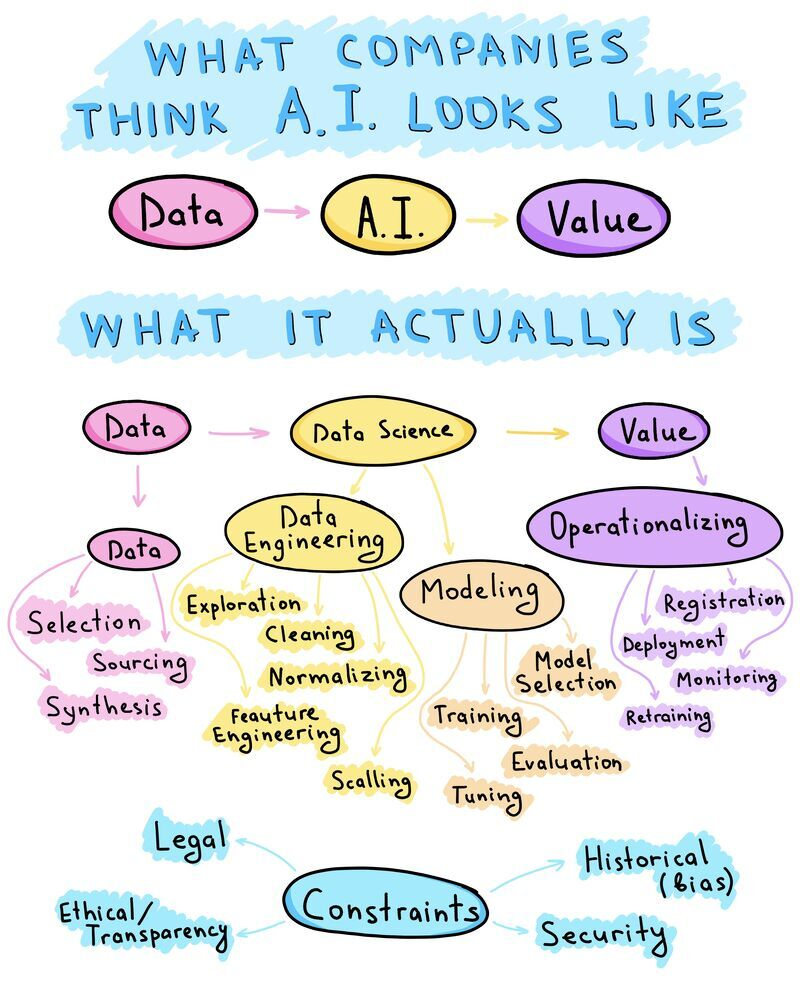 WHAT COMPANIES
THINK A.I. LOOKS LIKE
Data
A.I.
Value
WHAT IT ACTUALLY IS
Data
Data Science
Value
Data
Engineering
Operationalizing
Data
Modeling
Selection
Sourcing
Synthesis
Exploration
Cleaning
Normalizing
Feauture
Engineering
Scalling
Model
Selection
Training
Evaluation
Tuning
Registration
Deployment
Monitoring
Retraining
Legal
Ethical/
Transparency
Constraints
Historical
(bias)
Security